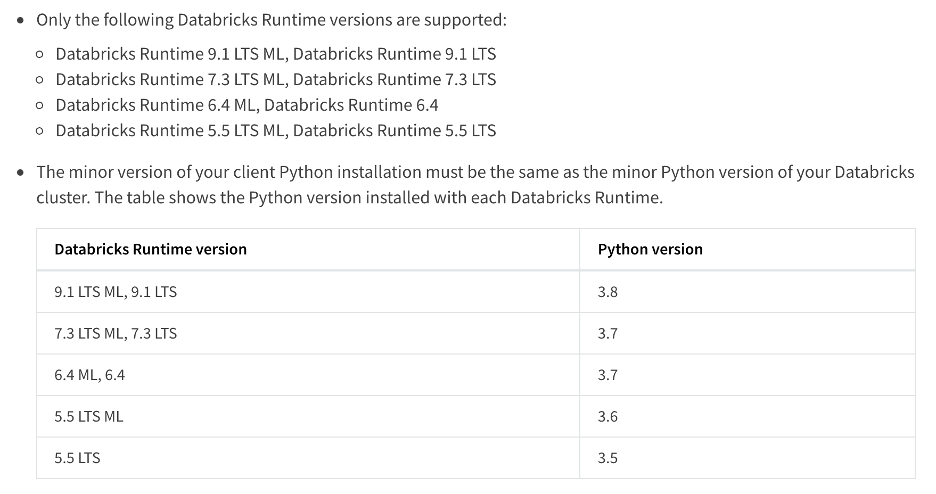 • Only the following Databricks Runtime versions are supported:
○ Databricks Runtime 9.1 LTS ML, Databricks Runtime 9.1 LTS
○ Databricks Runtime 7.3 LTS ML, Databricks Runtime 7.3 LTS
○ Databricks Runtime 6.4 ML, Databricks Runtime 6.4
○ Databricks Runtime 5.5 LTS ML, Databricks Runtime 5.5 LTS
• The minor version of your client Python installation must be the same as the minor Python version of your Databricks
cluster. The table shows the Python version installed with each Databricks Runtime.
Databricks Runtime version Python version
9.1 LTS ML, 9.1 LTS 3.8
7.3 LTS ML, 7.3 LTS 3.7
6.4 ML, 6.4 3.7
5.5 LTS ML 3.6
5.5 LTS 3.5